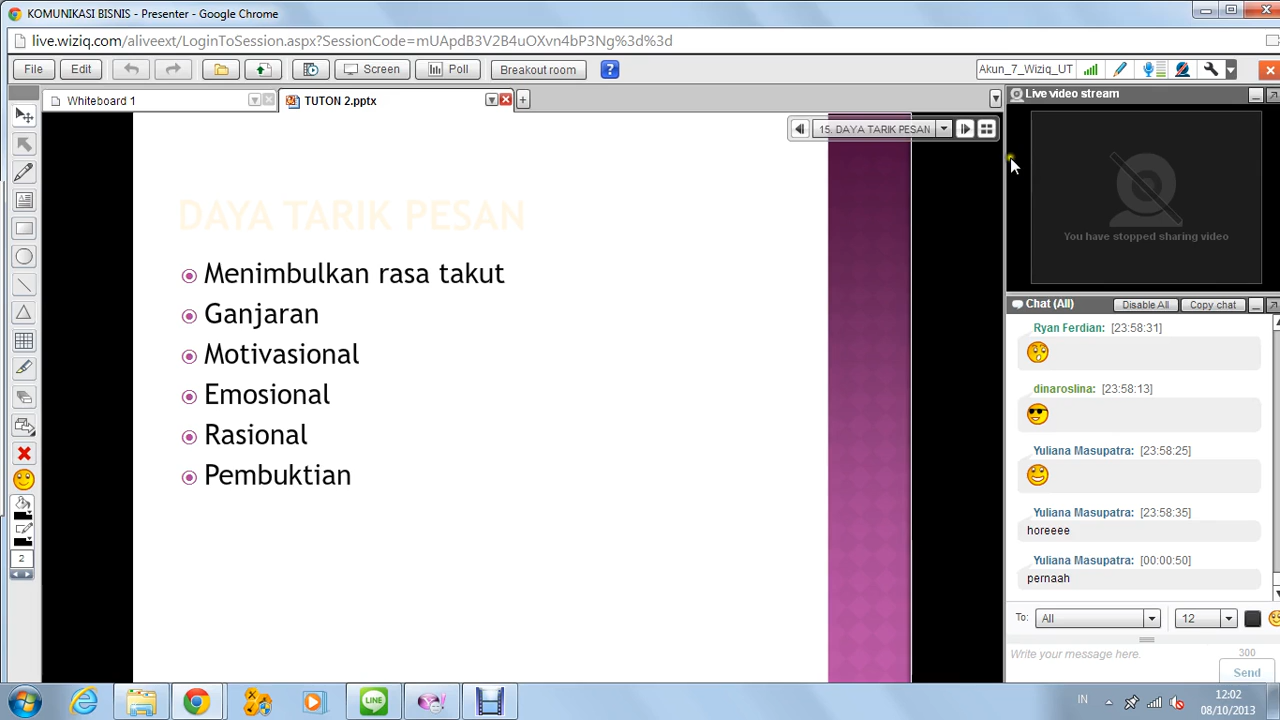 KOMUNIKASI BISNIS - Presenter - Google Chrome
live.wiziq.com/aliveext/LoginToSession.aspx?SessionCode=mUApdB3V2B4uOXvn4bP3Ng%3d%3d
File Edit Screen Poll Breakout room ? Akun_7_Wiziq_UT
Whiteboard 1 TUTON 2.pptx
Live video stream
15. DAYA TARIK PESAN
You have stopped sharing video
DAYA TARIK PESAN
Menimbulkan rasa takut
Ganjaran
Motivasional
Emosional
Rasional
Pembuktian
2
Chat (All) Disable All Copy chat
Ryan Ferdian: [23:58:31]
dinaroslina: [23:58:13]
Yuliana Masupatra: [23:58:25]
Yuliana Masupatra: [23:58:35]
horeeee
Yuliana Masupatra: [00:00:50]
pernaah
To: All 12
Write your message here. 300
Send
LINE
IN 12:02
08/10/2013